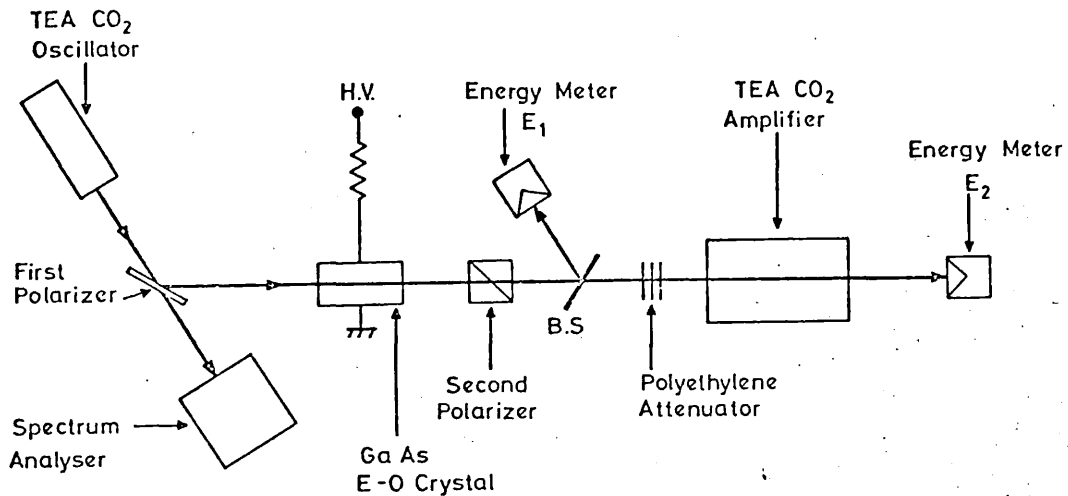 TEA CO2
Oscillator
H.V.
Energy Meter
E1
TEA CO2
Amplifier
Energy Meter
E2
First
Polarizer
B.S
Second
Polarizer
Polyethylene
Attenuator
Spectrum
Analyser
Ga As
E-O Crystal